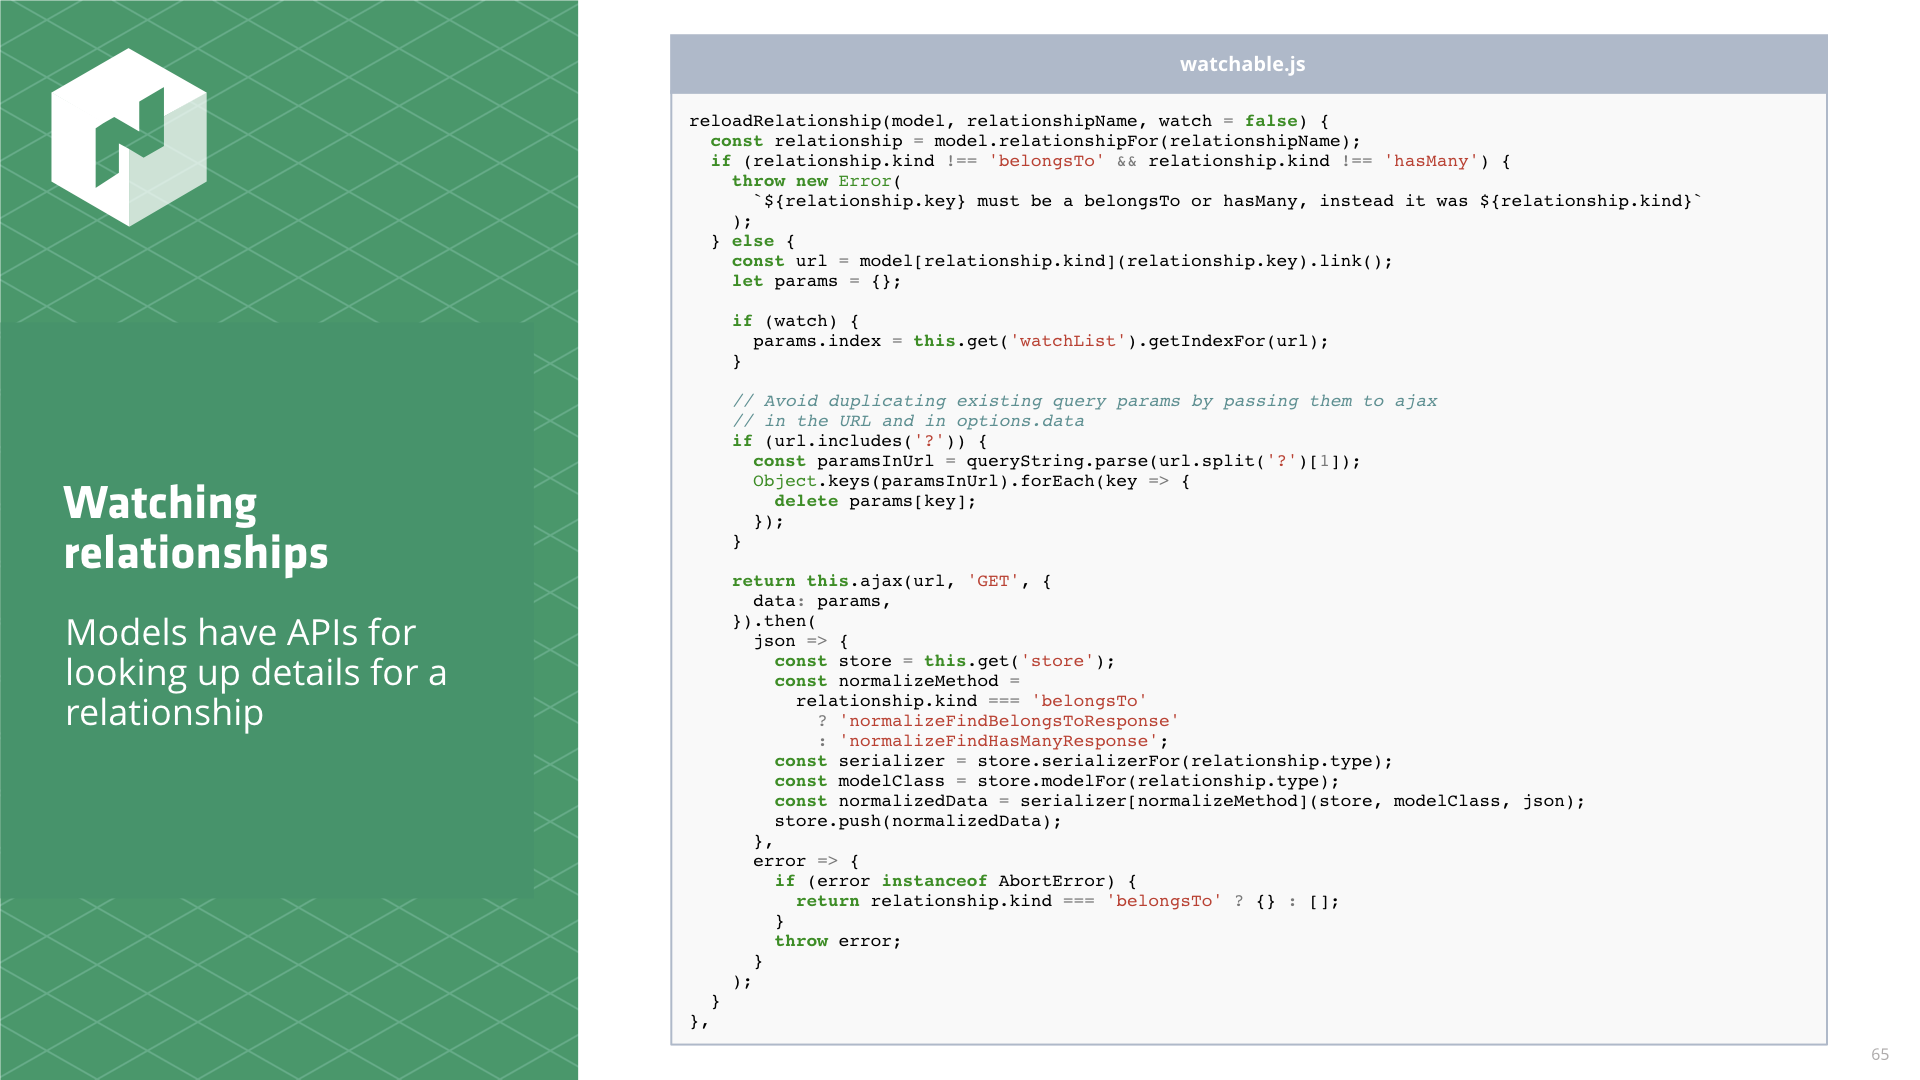 Watching
relationships
Models have APIs for
looking up details for a
relationship
watchable.js
reloadRelationship(model, relationshipName, watch = false) {
  const relationship = model.relationshipFor(relationshipName);
  if (relationship.kind !== 'belongsTo' && relationship.kind !== 'hasMany') {
    throw new Error(
      `${relationship.key} must be a belongsTo or hasMany, instead it was ${relationship.kind}`
    );
  } else {
    const url = model[relationship.kind](relationship.key).link();
    let params = {};

    if (watch) {
      params.index = this.get('watchList').getIndexFor(url);
    }

    // Avoid duplicating existing query params by passing them to ajax
    // in the URL and in options.data
    if (url.includes('?')) {
      const paramsInUrl = queryString.parse(url.split('?')[1]);
      Object.keys(paramsInUrl).forEach(key => {
        delete params[key];
      });
    }

    return this.ajax(url, 'GET', {
      data: params,
    }).then(
      json => {
        const store = this.get('store');
        const normalizeMethod =
          relationship.kind === 'belongsTo'
            ? 'normalizeFindBelongsToResponse'
            : 'normalizeFindHasManyResponse';
        const serializer = store.serializerFor(relationship.type);
        const modelClass = store.modelFor(relationship.type);
        const normalizedData = serializer[normalizeMethod](store, modelClass, json);
        store.push(normalizedData);
      },
      error => {
        if (error instanceof AbortError) {
          return relationship.kind === 'belongsTo' ? {} : [];
        }
        throw error;
      }
    );
  }
},
65